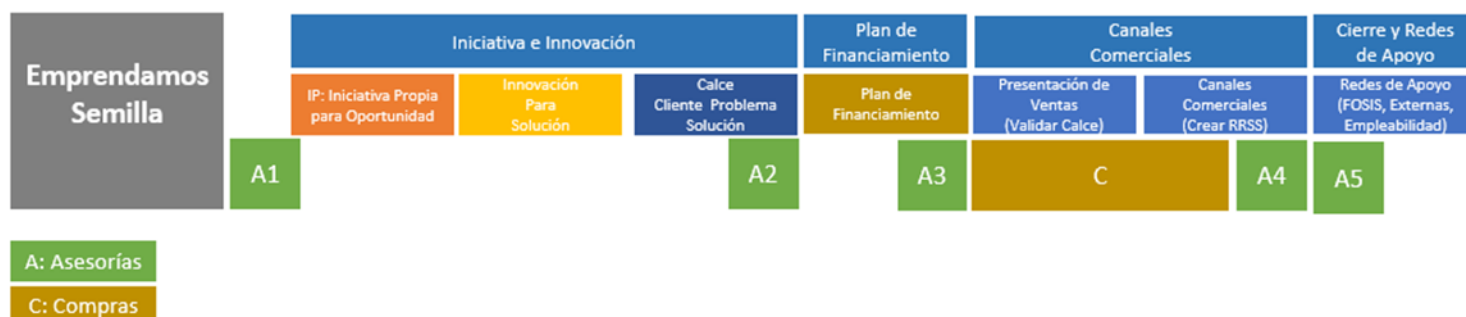 Emprendamos
Semilla
Iniciativa e Innovación
Plan de
Financiamiento
Canales
Comerciales
Cierre y Redes
de Apoyo
IP: Iniciativa Propia
para Oportunidad
Innovación
Para
Solución
Calce
Cliente Problema
Solución
Plan de
Financiamiento
Presentación de
Ventas
(Validar Calce)
Canales
Comerciales
(Crear RRSS)
Redes de Apoyo
(FOSIS, Externas,
Empleabilidad)
A1
A2
A3
C
A4
A5
A: Asesorías
C: Compras